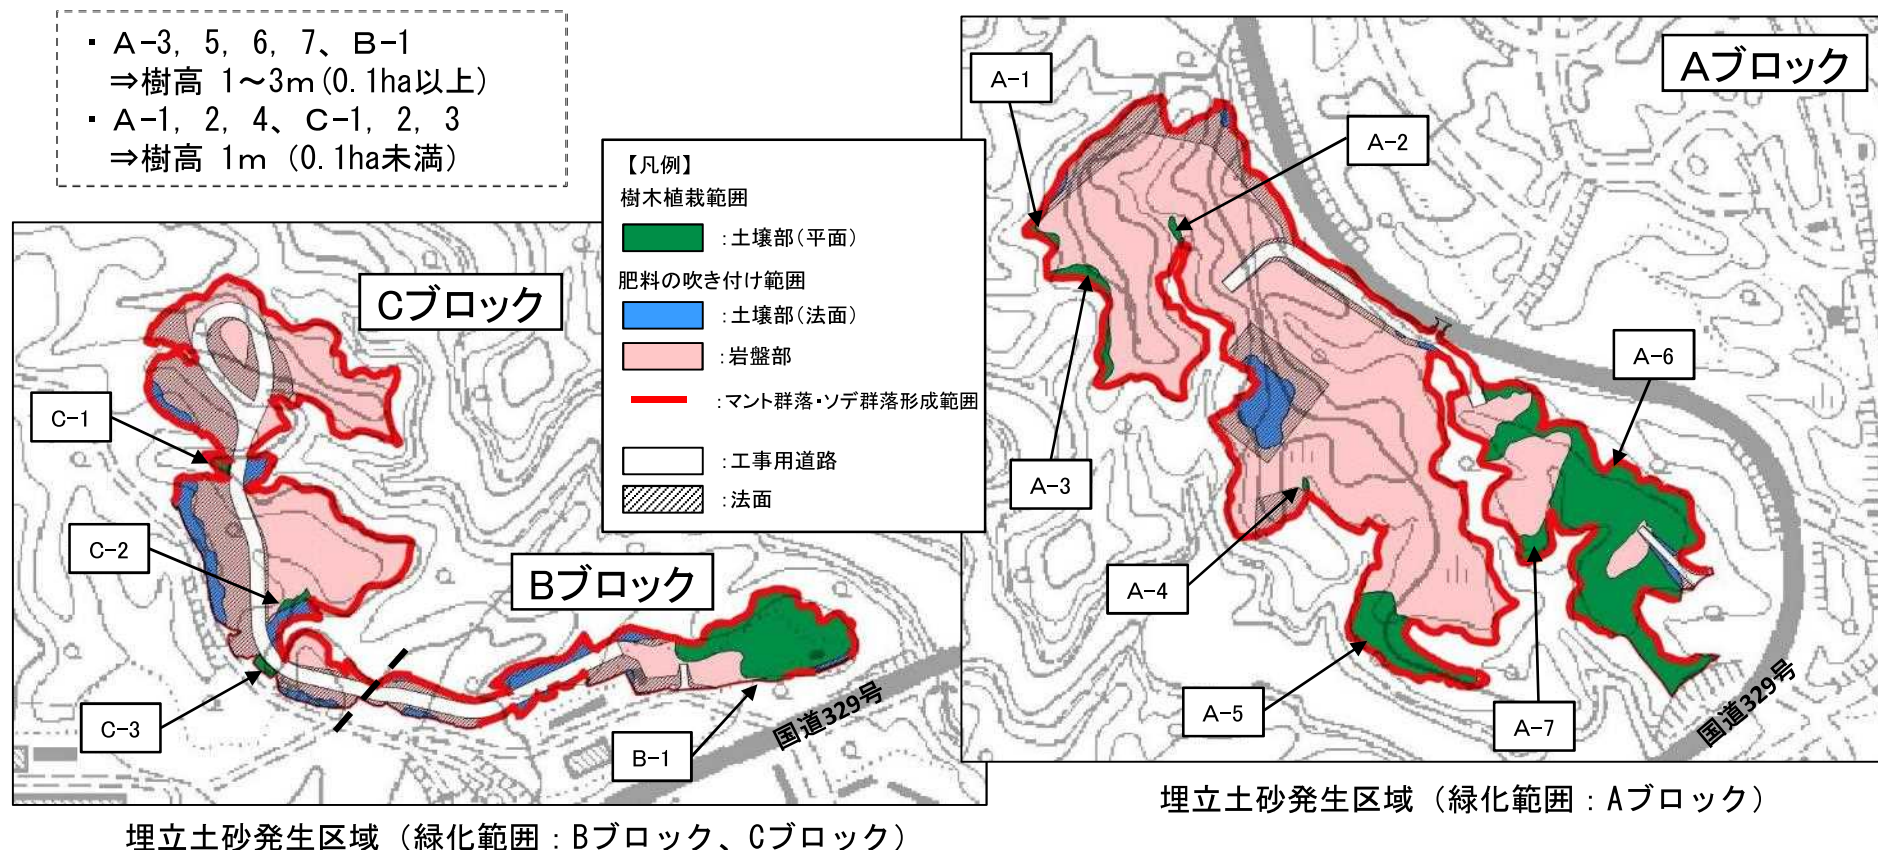 ・ A-3, 5, 6, 7、B-1
⇒樹高 1～3m(0.1ha以上)
・ A-1, 2, 4、C-1, 2, 3
⇒樹高 1m (0.1ha未満)
【凡例】
樹木植栽範囲
：土壌部(平面)
肥料の吹き付け範囲
：土壌部(法面)
：岩盤部
：マント群落・ソデ群落形成範囲
：工事用道路
：法面
Cブロック
C-1
C-2
C-3
Bブロック
B-1
国道329号
埋立土砂発生区域（緑化範囲：Bブロック、Cブロック）
Aブロック
A-1
A-2
A-3
A-4
A-5
A-6
A-7
国道329号
埋立土砂発生区域（緑化範囲：Aブロック）